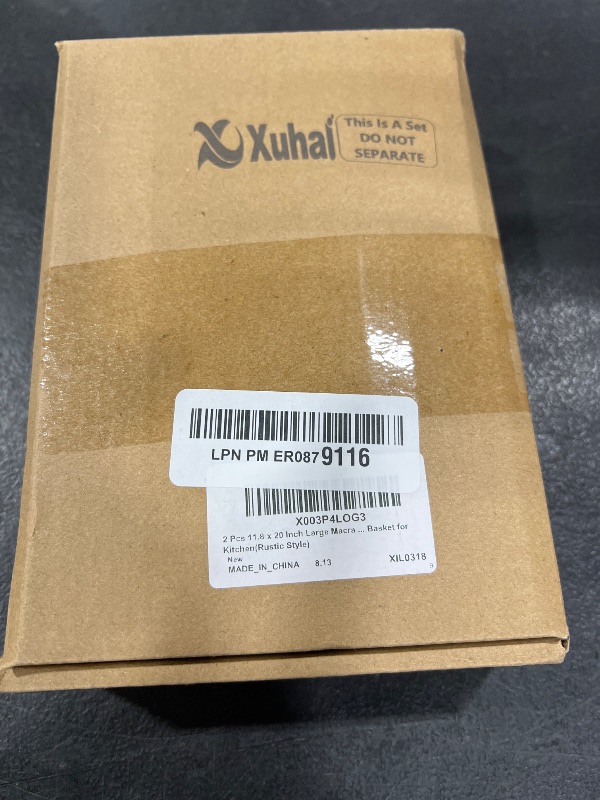 Xuhai
This Is A Set
DO NOT
SEPARATE
LPN PM ER0879116
X003P4LOG3
2 Pcs 11.8 x 20 Inch Large Macra ... Basket for
Kitchen(Rustic Style)
New
MADE_IN_CHINA 8.13 XIL0318
9